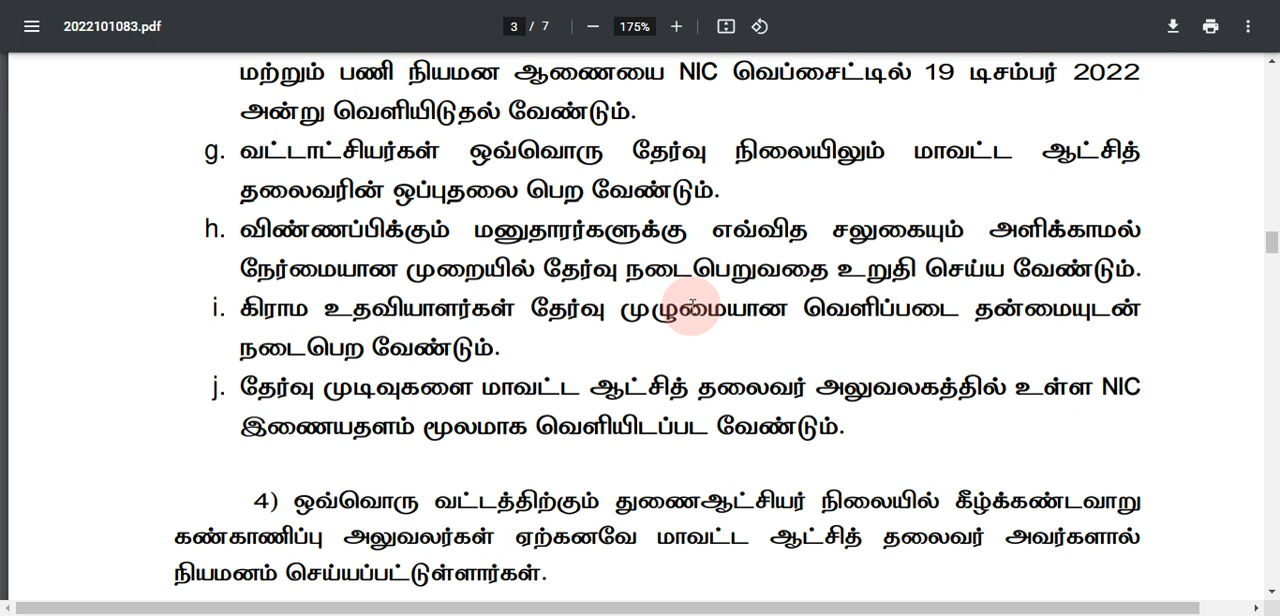 2022101083.pdf 3 / 7 175%
மற்றும் பணி நியமன ஆணையை NIC வெப்சைட்டில் 19 டிசம்பர் 2022
அன்று வெளியிடுதல் வேண்டும்.
g. வட்டாட்சியர்கள் ஒவ்வொரு தேர்வு நிலையிலும் மாவட்ட ஆட்சித்
தலைவரின் ஒப்புதலை பெற வேண்டும்.
h. விண்ணப்பிக்கும் மனுதாரர்களுக்கு எவ்வித சலுகையும் அளிக்காமல்
நேர்மையான முறையில் தேர்வு நடைபெறுவதை உறுதி செய்ய வேண்டும்.
i. கிராம உதவியாளர்கள் தேர்வு முழுமையான வெளிப்படை தன்மையுடன்
நடைபெற வேண்டும்.
j. தேர்வு முடிவுகளை மாவட்ட ஆட்சித் தலைவர் அலுவலகத்தில் உள்ள NIC
இணையதளம் மூலமாக வெளியிடப்பட வேண்டும்.
4) ஒவ்வொரு வட்டத்திற்கும் துணைஆட்சியர் நிலையில் கீழ்க்கண்டவாறு
கண்காணிப்பு அலுவலர்கள் ஏற்கனவே மாவட்ட ஆட்சித் தலைவர் அவர்களால்
நியமனம் செய்யப்பட்டுள்ளார்கள்.